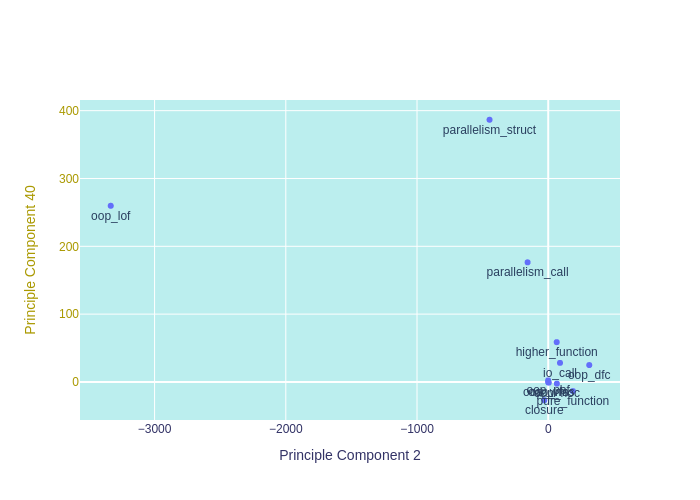 400
parallelism_struct
300
oop_lof
200
parallelism_call
100
higher_function
io_call
oop_dfc
0
pure_function
closure
−3000
−2000
−1000
0
Principle Component 2
Principle Component 40